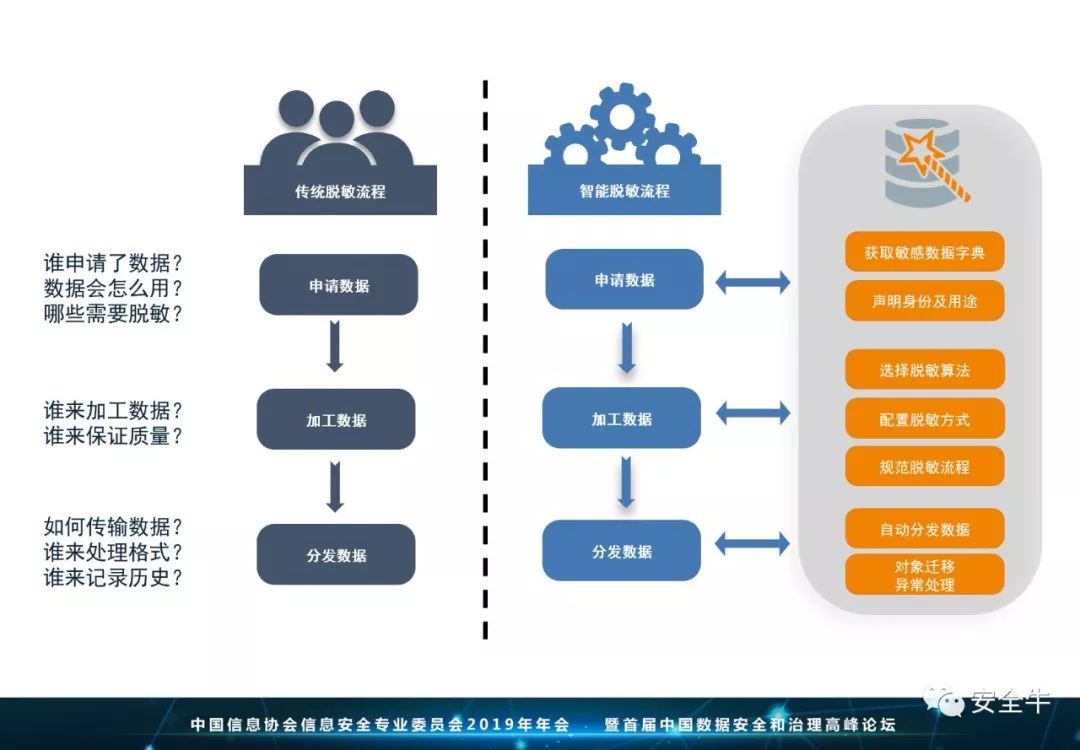 传统脱敏流程
谁申请了数据？
数据会怎么用？
哪些需要脱敏？
申请数据
谁来加工数据？
谁来保证质量？
加工数据
如何传输数据？
谁来处理格式？
谁来记录历史？
分发数据
智能脱敏流程
申请数据
加工数据
分发数据
获取敏感数据字典
声明身份及用途
选择脱敏算法
配置脱敏方式
规范脱敏流程
自动分发数据
对象迁移
异常处理
中国信息协会信息安全专业委员会2019年年会 暨首届中国数据安全和治理高峰论坛
安全牛